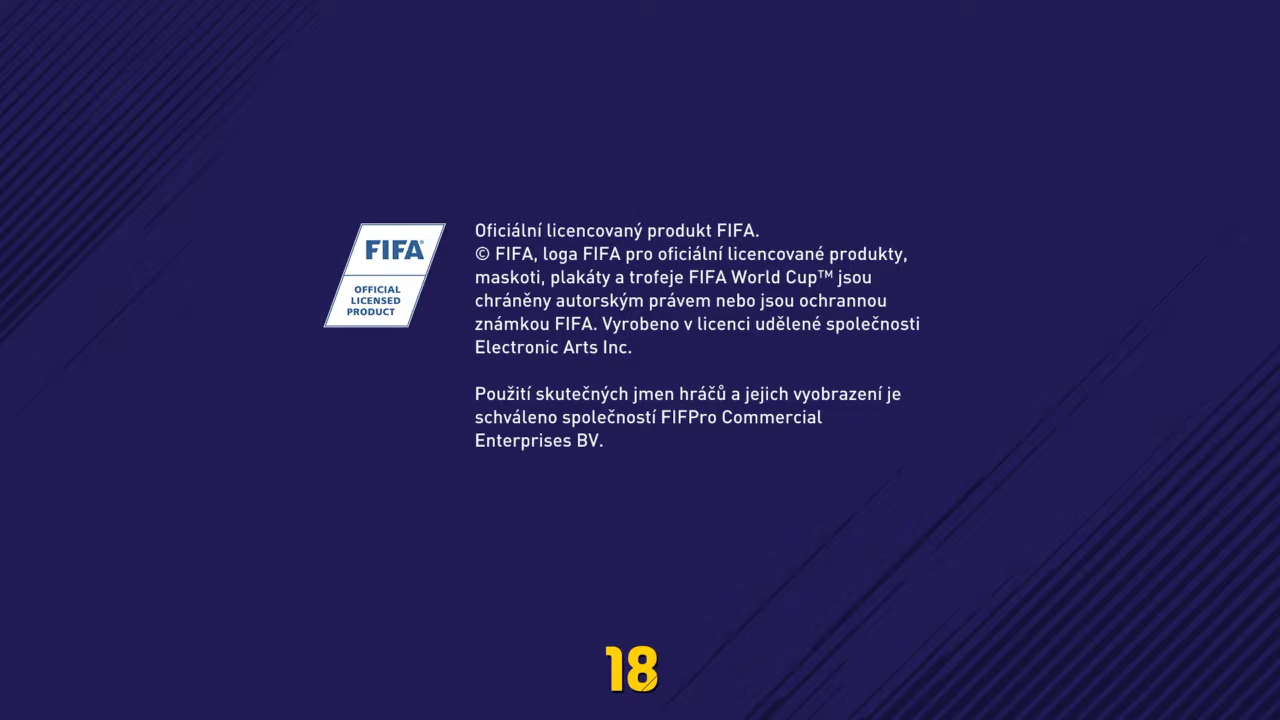 FIFA®
OFFICIAL
LICENSED
PRODUCT
Oficiální licencovaný produkt FIFA.
© FIFA, loga FIFA pro oficiální licencované produkty,
maskoti, plakáty a trofeje FIFA World Cup™ jsou
chráněny autorským právem nebo jsou ochrannou
známkou FIFA. Vyrobeno v licenci udělené společnosti
Electronic Arts Inc.
Použití skutečných jmen hráčů a jejich vyobrazení je
schváleno společností FIFPro Commercial
Enterprises BV.
18